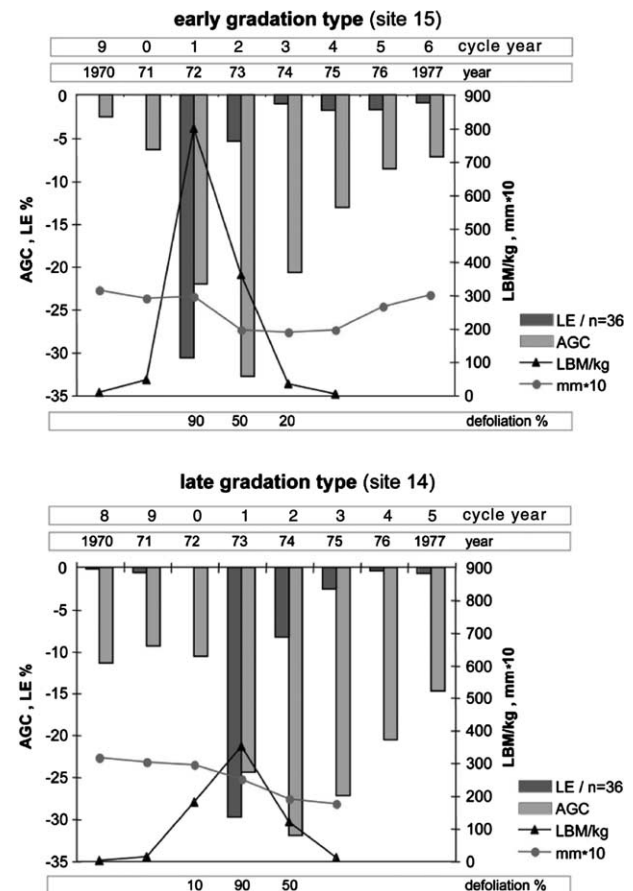 early gradation type (site 15)
9 0 1 2 3 4 5 6 cycle year
1970 71 72 73 74 75 76 1977 year
0 900
-5 800
700
-10 600
-15 500
-20 400
-25 300
200
-30 100
-35 0
AGC , LE %
LBM/kg , mm*10
LE / n=36
AGC
LBM/kg
mm*10
90 50 20 defoliation %
late gradation type (site 14)
8 9 0 1 2 3 4 5 cycle year
1970 71 72 73 74 75 76 1977 year
0 900
-5 800
700
-10 600
-15 500
-20 400
-25 300
200
-30 100
-35 0
AGC , LE %
LBM/kg , mm*10
LE / n=36
AGC
LBM/kg
mm*10
10 90 50 defoliation %